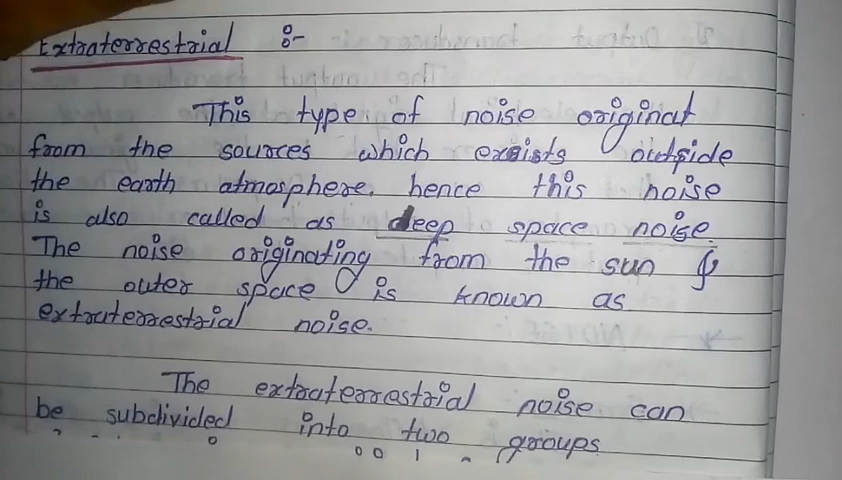 Extraterrestrial :-
This type of noise originat
from the sources which exsists outside
the earth atmosphere. hence this noise
is also called as deep space noise.
The noise originating from the sun &
the outer space is known as
extraterrestrial noise.
The extraterrestrial noise can
be subdivided into two groups